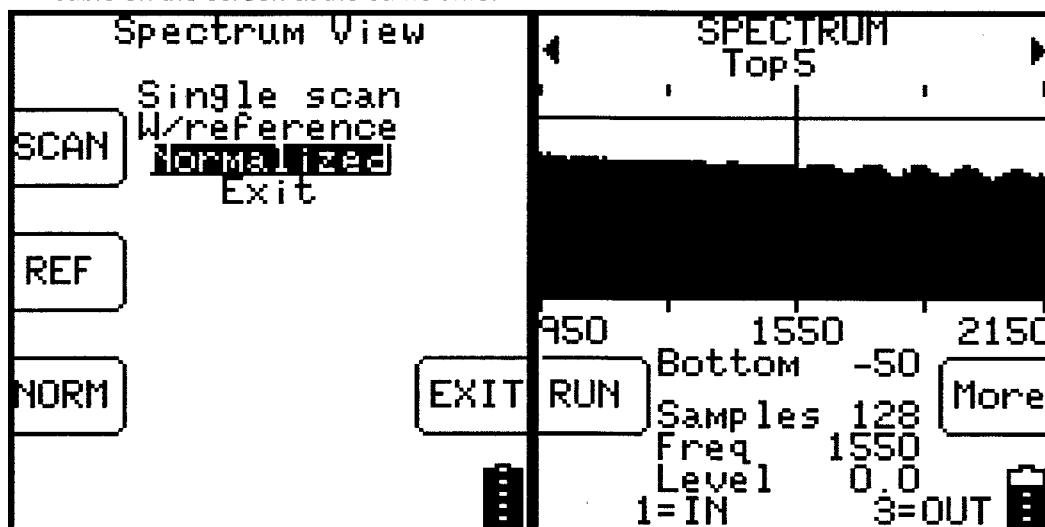 Spectrum View
Single scan
W/reference
Normalized
Exit
SCAN
REF
NORM
EXIT
SPECTRUM
Top5
950 1550 2150
RUN
More
Bottom -50
Samples 128
Freq 1550
Level 0.0
1=IN 3=OUT